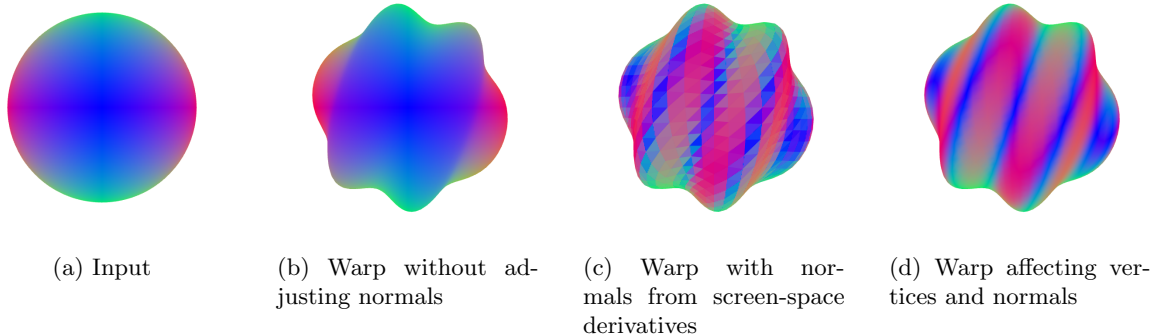 (a) Input
(b) Warp without ad-
justing normals
(c) Warp with nor-
mals from screen-space
derivatives
(d) Warp affecting ver-
tices and normals